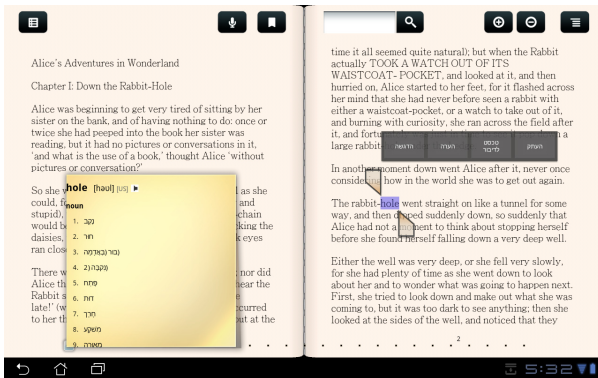 Alice's Adventures in Wonderland
Chapter I: Down the Rabbit-Hole
Alice was beginning to get very tired of sitting by her
sister on the bank, and of having nothing to do: once or
twice she had peeped into the book her sister was
reading, but it had no pictures or conversations in it,
'and what is the use of a book,' thought Alice 'without
pictures or conversation?'
So she as she
could, and
stupid), -chain
would king the
daisies, k eyes
ran close
There w nor did
Alice th hear the
Rabbit s
late!' (w curred
to her th ut at the
hole [həʊl] [US]
noun
1. נֶקֶב
2. חור
3. (בור (באדמה
4. (נקבה (2
5. פתח
6. דות
7. חרך
8. משקע
9. מאורה
time it all seemed quite natural); but when the Rabbit
actually TOOK A WATCH OUT OF ITS
WAISTCOAT- POCKET, and looked at it, and then
hurried on, Alice started to her feet, for it flashed across
her mind that she had never before seen a rabbit with
either a waistcoat-pocket, or a watch to take out of it,
and burning with curiosity, she ran across the field after
it, and fortu a
large rabbit-
הדגשה הערה טכסט לדיבור העתק
In another moment down went Alice after it, never once
considering how in the world she was to get out again.
The rabbit-hole went straight on like a tunnel for some
way, and then dipped suddenly down, so suddenly that
Alice had not a moment to think about stopping herself
before she found herself falling down a very deep well.
Either the well was very deep, or she fell very slowly,
for she had plenty of time as she went down to look
about her and to wonder what was going to happen next.
First, she tried to look down and make out what she was
coming to, but it was too dark to see anything; then she
looked at the sides of the well, and noticed that they
2
5:32